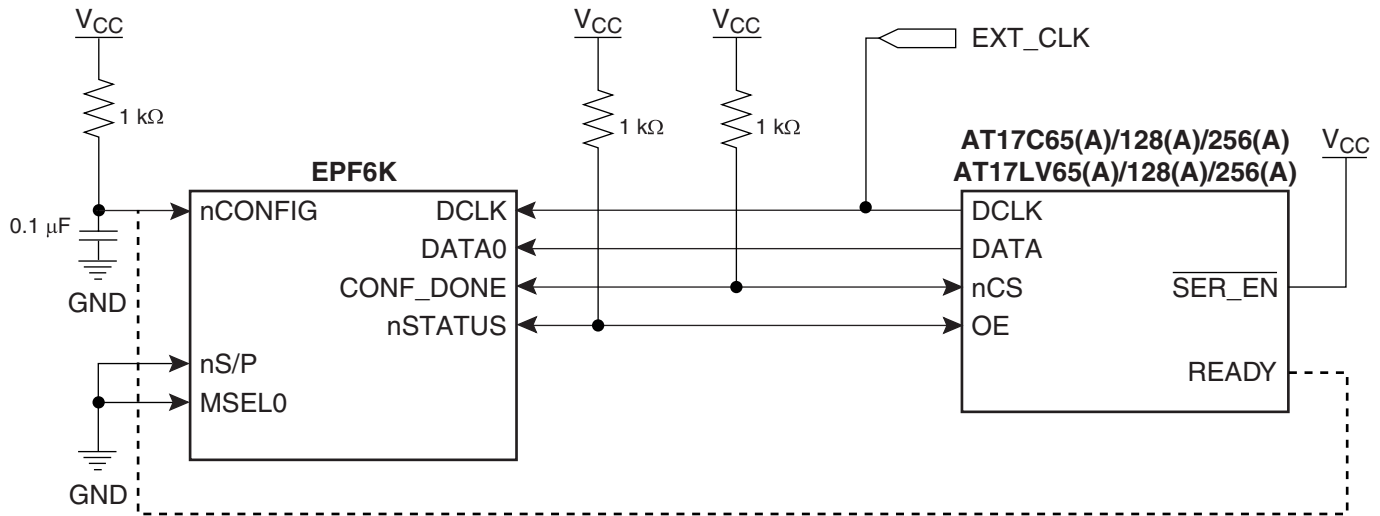 VCC
VCC
VCC
EXT_CLK
1 kΩ
1 kΩ
1 kΩ
AT17C65(A)/128(A)/256(A)
AT17LV65(A)/128(A)/256(A)
VCC
EPF6K
0.1 μF
GND
nCONFIG
DCLK
DATA0
CONF_DONE
nSTATUS
nS/P
MSEL0
GND
DCLK
DATA
nCS
OE
SER_EN
READY